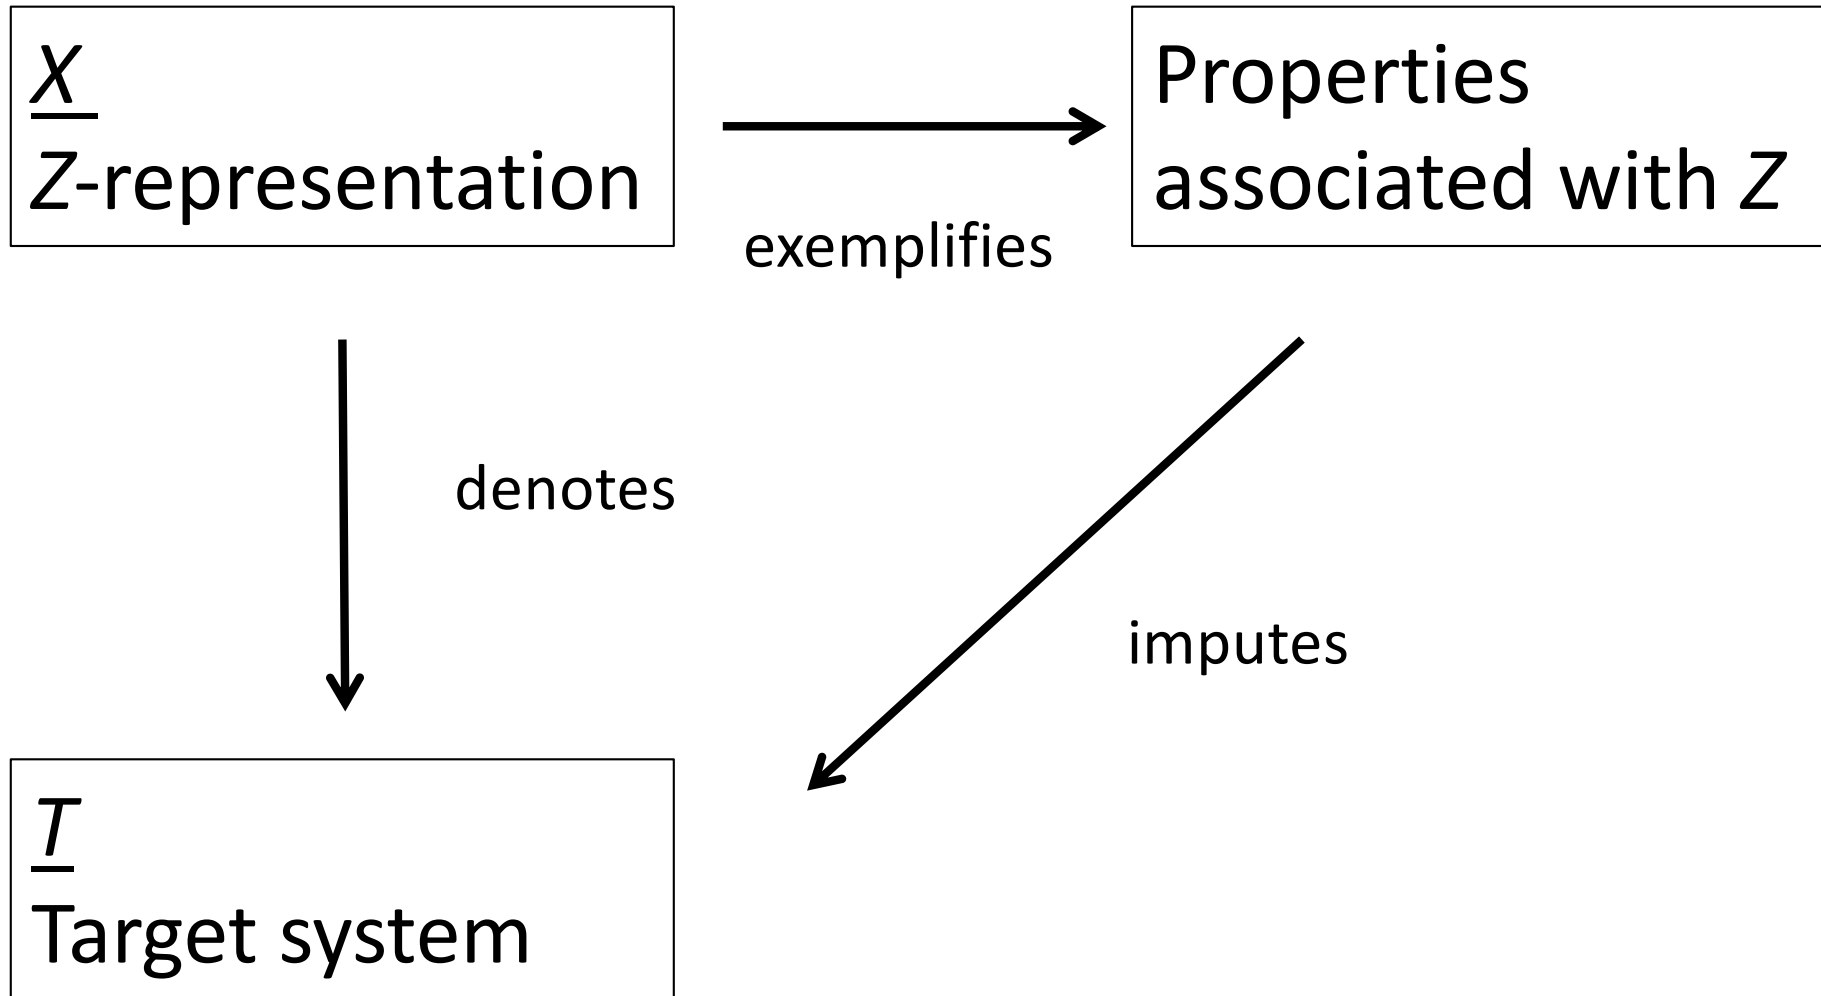 X
Z-representation
Properties
associated with Z
exemplifies
denotes
imputes
T
Target system